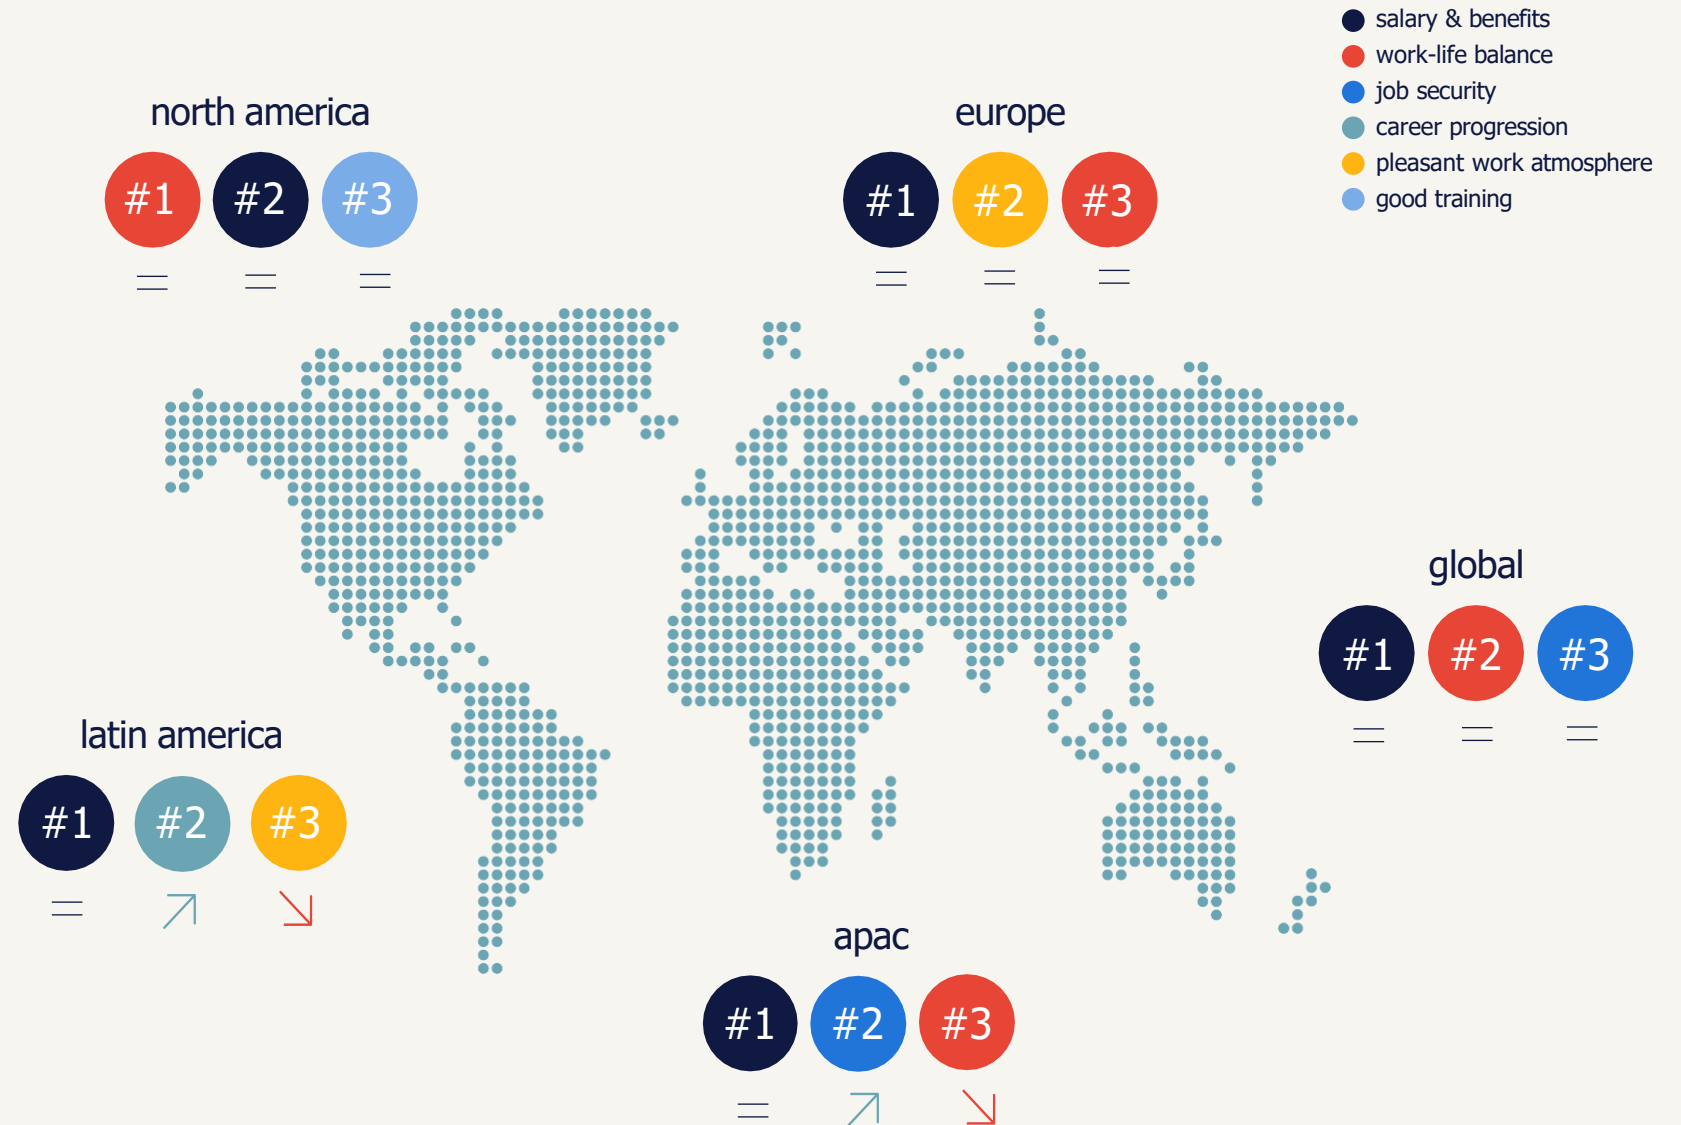 salary & benefits
work-life balance
job security
career progression
pleasant work atmosphere
good training
north america
#1 #2 #3
= = =
europe
#1 #2 #3
= = =
global
#1 #2 #3
= = =
latin america
#1 #2 #3
=
apac
#1 #2 #3
=